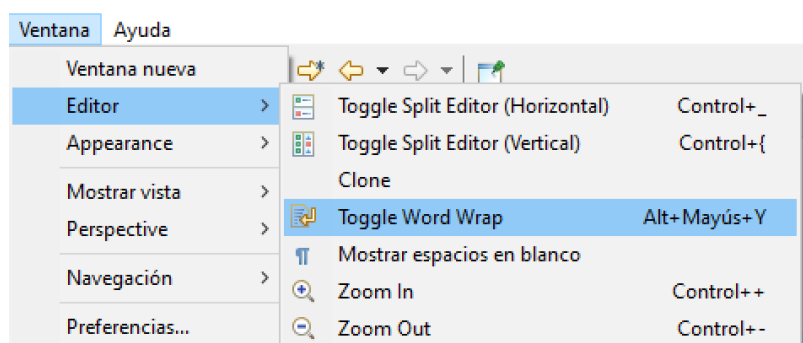 Ventana Ayuda
Ventana nueva
Editor
Appearance
Mostrar vista
Perspective
Navegación
Preferencias...
Toggle Split Editor (Horizontal) Control+_
Toggle Split Editor (Vertical) Control+{
Clone
Toggle Word Wrap Alt+Mayús+Y
Mostrar espacios en blanco
Zoom In Control++
Zoom Out Control+-